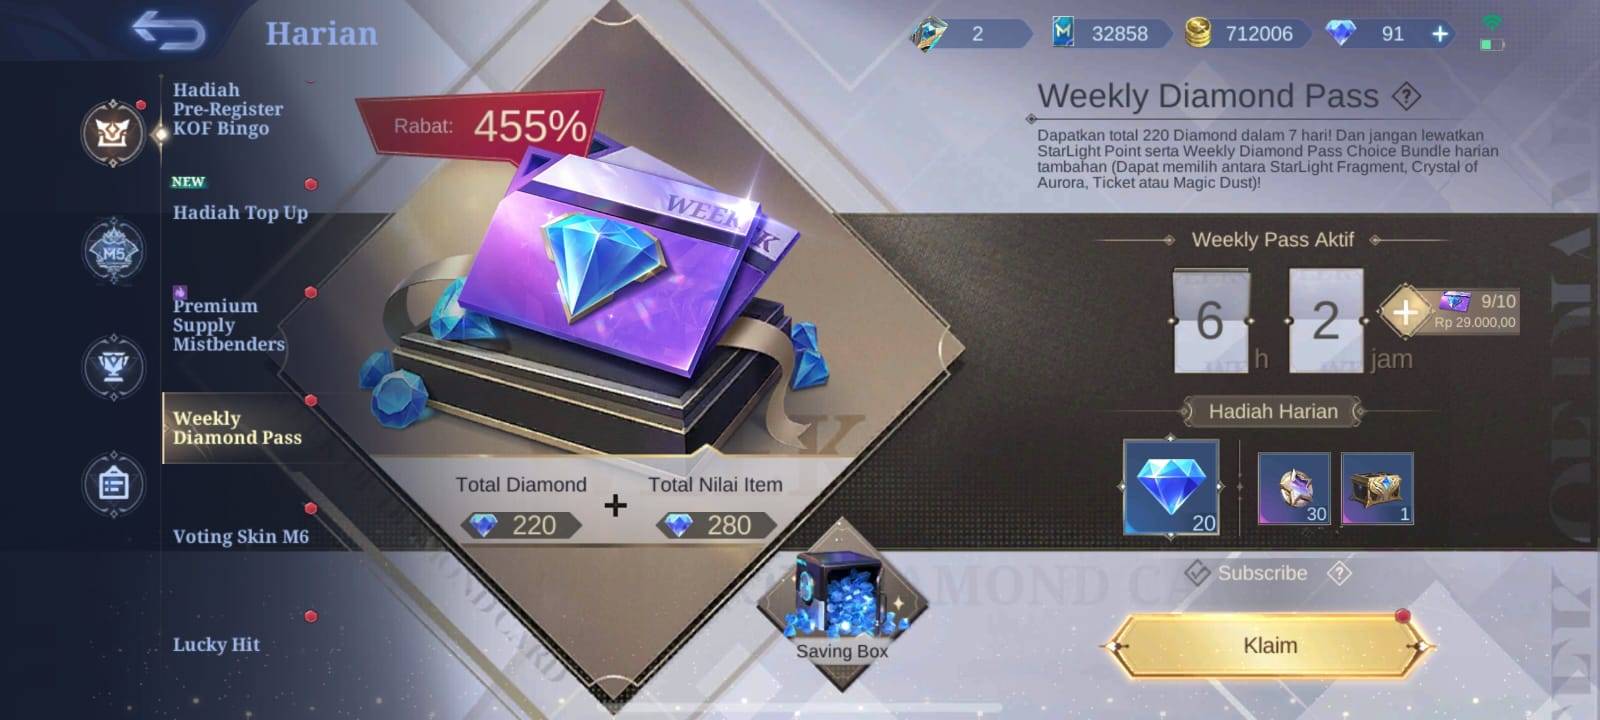 Harian
2
32858
712006
91
Hadiah
Pre-Register
KOF Bingo
NEW
Hadiah Top Up
M5
Premium
Supply
Mistbenders
Weekly
Diamond Pass
Voting Skin M6
Lucky Hit
Rabat: 455%
Total Diamond + Total Nilai Item
220 280
Saving Box
Weekly Diamond Pass ?
Dapatkan total 220 Diamond dalam 7 hari! Dan jangan lewatkan
StarLight Point serta Weekly Diamond Pass Choice Bundle harian
tambahan (Dapat memilih antara StarLight Fragment, Crystal of
Aurora, Ticket atau Magic Dust)!
Weekly Pass Aktif
6 h 2 jam
9/10
Rp 29.000,00
Hadiah Harian
20
30
1
Subscribe ?
Klaim